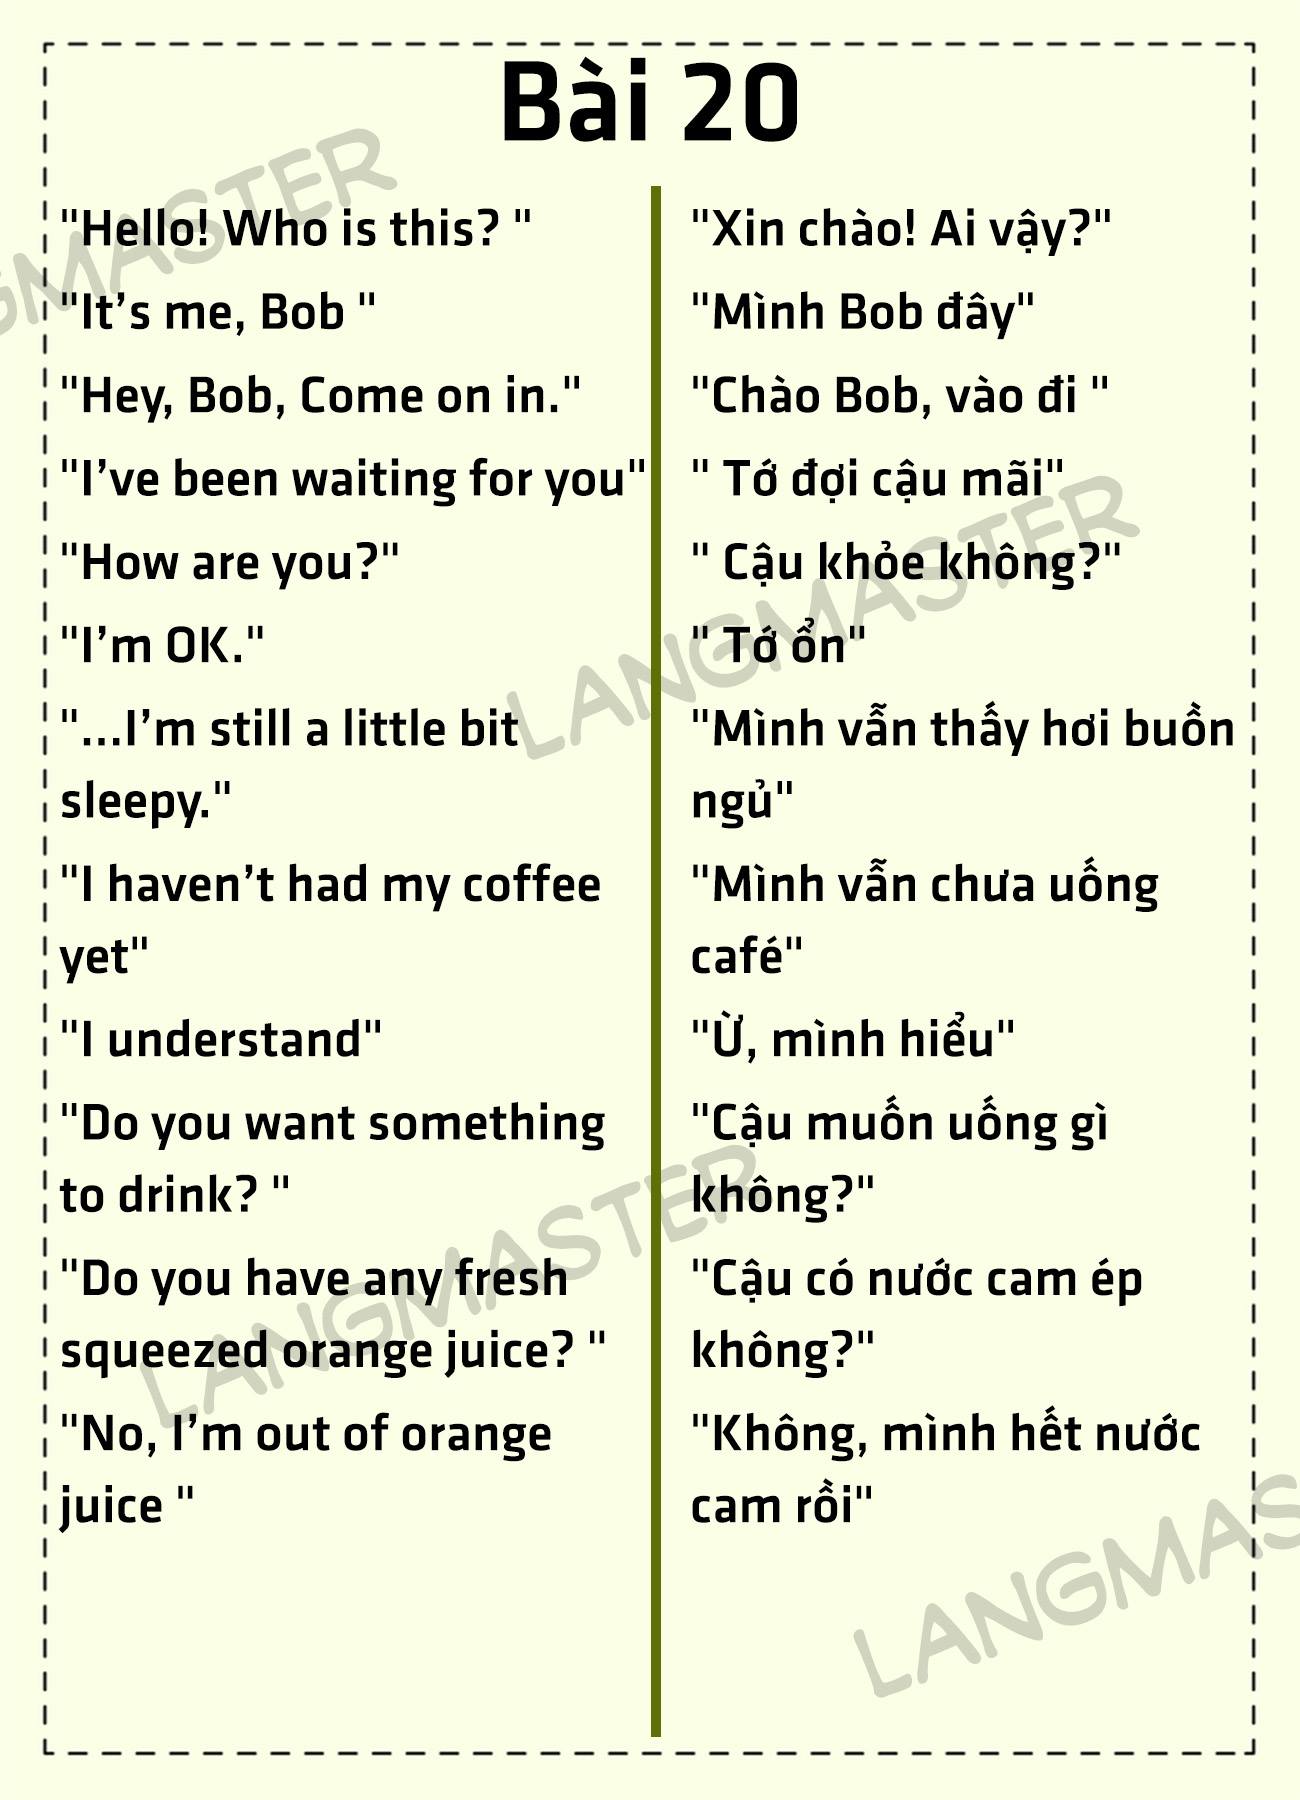 Bài 20
"Hello! Who is this? "
"It’s me, Bob "
"Hey, Bob, Come on in."
"I’ve been waiting for you"
"How are you?"
"I’m OK."
"...I’m still a little bit
sleepy."
"I haven’t had my coffee
yet"
"I understand"
"Do you want something
to drink? "
"Do you have any fresh
squeezed orange juice? "
"No, I’m out of orange
juice "
"Xin chào! Ai vậy?"
"Mình Bob đây"
"Chào Bob, vào đi "
" Tớ đợi cậu mãi"
" Cậu khỏe không?"
" Tớ ổn"
"Mình vẫn thấy hơi buồn
ngủ"
"Mình vẫn chưa uống
café"
"Ừ, mình hiểu"
"Cậu muốn uống gì
không?"
"Cậu có nước cam ép
không?"
"Không, mình hết nước
cam rồi"
GMASTER
LANGMASTER
LANGMASTER
LANGMAS